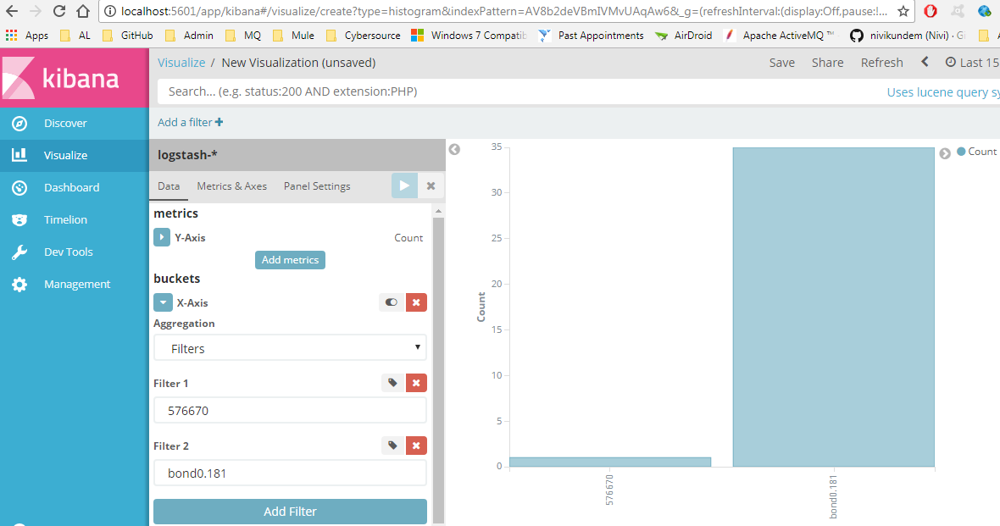 localhost:5601/app/kibana#/visualize/create?type=histogram&indexPattern=AV8b2deVBmIVMvUAqAw6&_g=(refreshInterval:(display:Off,pause:!...
Apps AL GitHub Admin MQ Mule Cybersource Windows 7 Compatib Past Appointments AirDroid Apache ActiveMQ ™ nivikundem (Nivi) · G
kibana
Discover
Visualize
Dashboard
Timelion
Dev Tools
Management
Visualize / New Visualization (unsaved)
Save Share Refresh Last 15
Search... (e.g. status:200 AND extension:PHP)
Uses lucene query sy
Add a filter
logstash-*
Data Metrics & Axes Panel Settings
metrics
Y-Axis Count
Add metrics
buckets
X-Axis
Aggregation
Filters
Filter 1
576670
Filter 2
bond0.181
Add Filter
35
30
25
20
15
10
5
0
Count
576670
bond0.181
Count